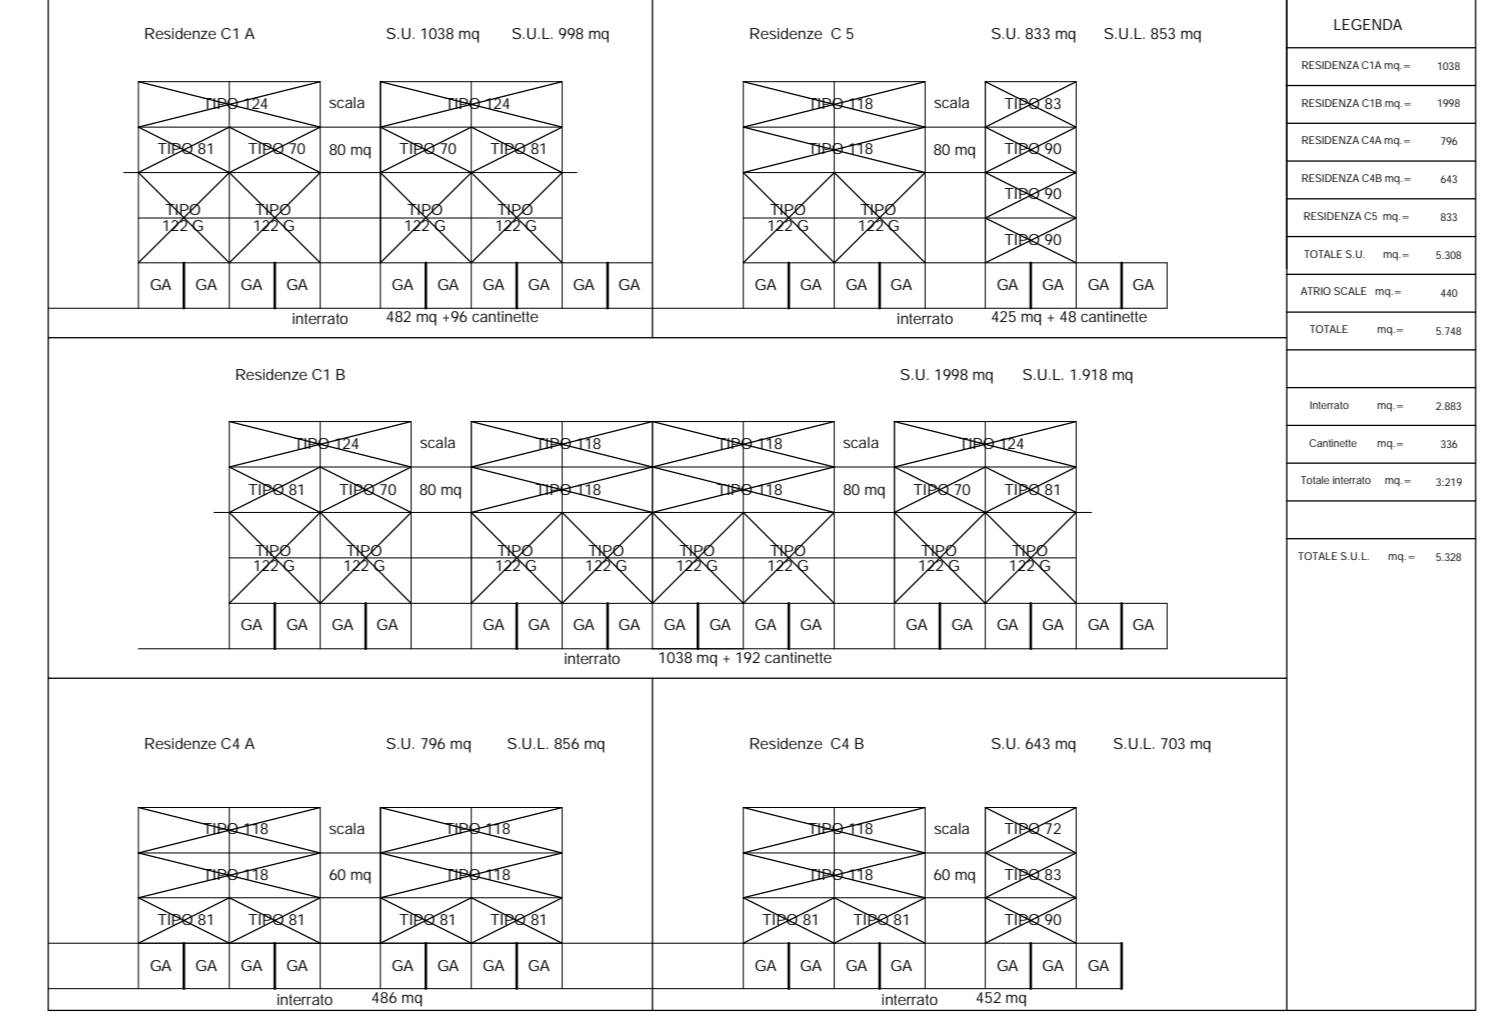 Residenze C1 A S.U. 1038 mq S.U.L. 998 mq
TIPO 124 scala TIPO 124
TIPO 81 TIPO 70 80 mq TIPO 70 TIPO 81
TIPO TIPO TIPO TIPO
122 G 122 G 122 G 122 G
GA GA GA GA GA GA GA GA GA GA
interrato 482 mq +96 cantinette
Residenze C 5 S.U. 833 mq S.U.L. 853 mq
TIPO 118 scala TIPO 83
TIPO 118 80 mq TIPO 90
TIPO 90
TIPO TIPO
122 G 122 G
TIPO 90
GA GA GA GA GA GA GA GA
interrato 425 mq + 48 cantinette
Residenze C1 B S.U. 1998 mq S.U.L. 1.918 mq
TIPO 124 scala TIPO 118 TIPO 118 scala TIPO 124
TIPO 81 TIPO 70 80 mq TIPO 118 TIPO 118 80 mq TIPO 70 TIPO 81
TIPO TIPO TIPO TIPO TIPO TIPO TIPO TIPO
122 G 122 G 122 G 122 G 122 G 122 G 122 G 122 G
GA GA GA GA GA GA GA GA GA GA GA GA GA GA GA GA GA GA
interrato 1038 mq + 192 cantinette
Residenze C4 A S.U. 796 mq S.U.L. 856 mq
TIPO 118 scala TIPO 118
TIPO 118 60 mq TIPO 118
TIPO 81 TIPO 81 TIPO 81 TIPO 81
GA GA GA GA GA GA GA GA
interrato 486 mq
Residenze C4 B S.U. 643 mq S.U.L. 703 mq
TIPO 118 scala TIPO 72
TIPO 118 60 mq TIPO 83
TIPO 81 TIPO 81 TIPO 90
GA GA GA GA GA GA GA
interrato 452 mq
LEGENDA
RESIDENZA C1A mq.= 1038
RESIDENZA C1B mq.= 1998
RESIDENZA C4A mq.= 796
RESIDENZA C4B mq.= 643
RESIDENZA C5 mq.= 833
TOTALE S.U. mq.= 5.308
ATRIO SCALE mq.= 440
TOTALE mq.= 5.748
Interrato mq.= 2.883
Cantinette mq.= 336
Totale interrato mq.= 3:219
TOTALE S.U.L. mq.= 5.328